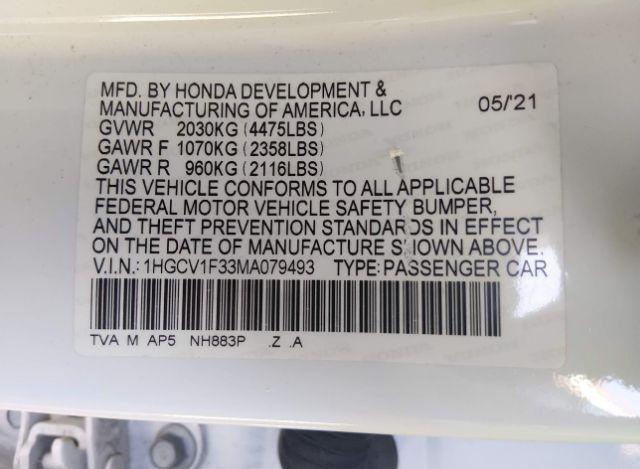 MFD. BY HONDA DEVELOPMENT &
MANUFACTURING OF AMERICA, LLC 05/'21
GVWR 2030KG (4475LBS)
GAWR F 1070KG (2358LBS)
GAWR R 960KG (2116LBS)
THIS VEHICLE CONFORMS TO ALL APPLICABLE
FEDERAL MOTOR VEHICLE SAFETY BUMPER,
AND THEFT PREVENTION STANDARDS IN EFFECT
ON THE DATE OF MANUFACTURE SHOWN ABOVE.
V.I.N.: 1HGCV1F33MA079493 TYPE: PASSENGER CAR
TVA M AP5 NH883P .Z .A